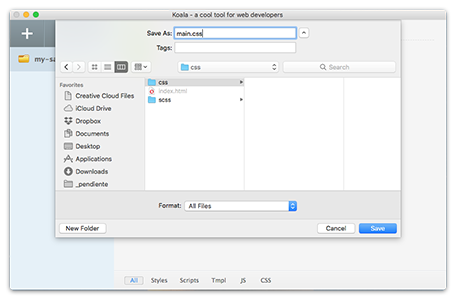 Koala - a cool tool for web developers
Save As: main.css
Tags:
css
Search
my-sa
Favorites
Creative Cloud Files
iCloud Drive
Dropbox
Documents
Desktop
Applications
Downloads
_pendiente
css
index.html
scss
Format: All Files
New Folder
Cancel
Save
All
Styles
Scripts
Tmpl
JS
CSS